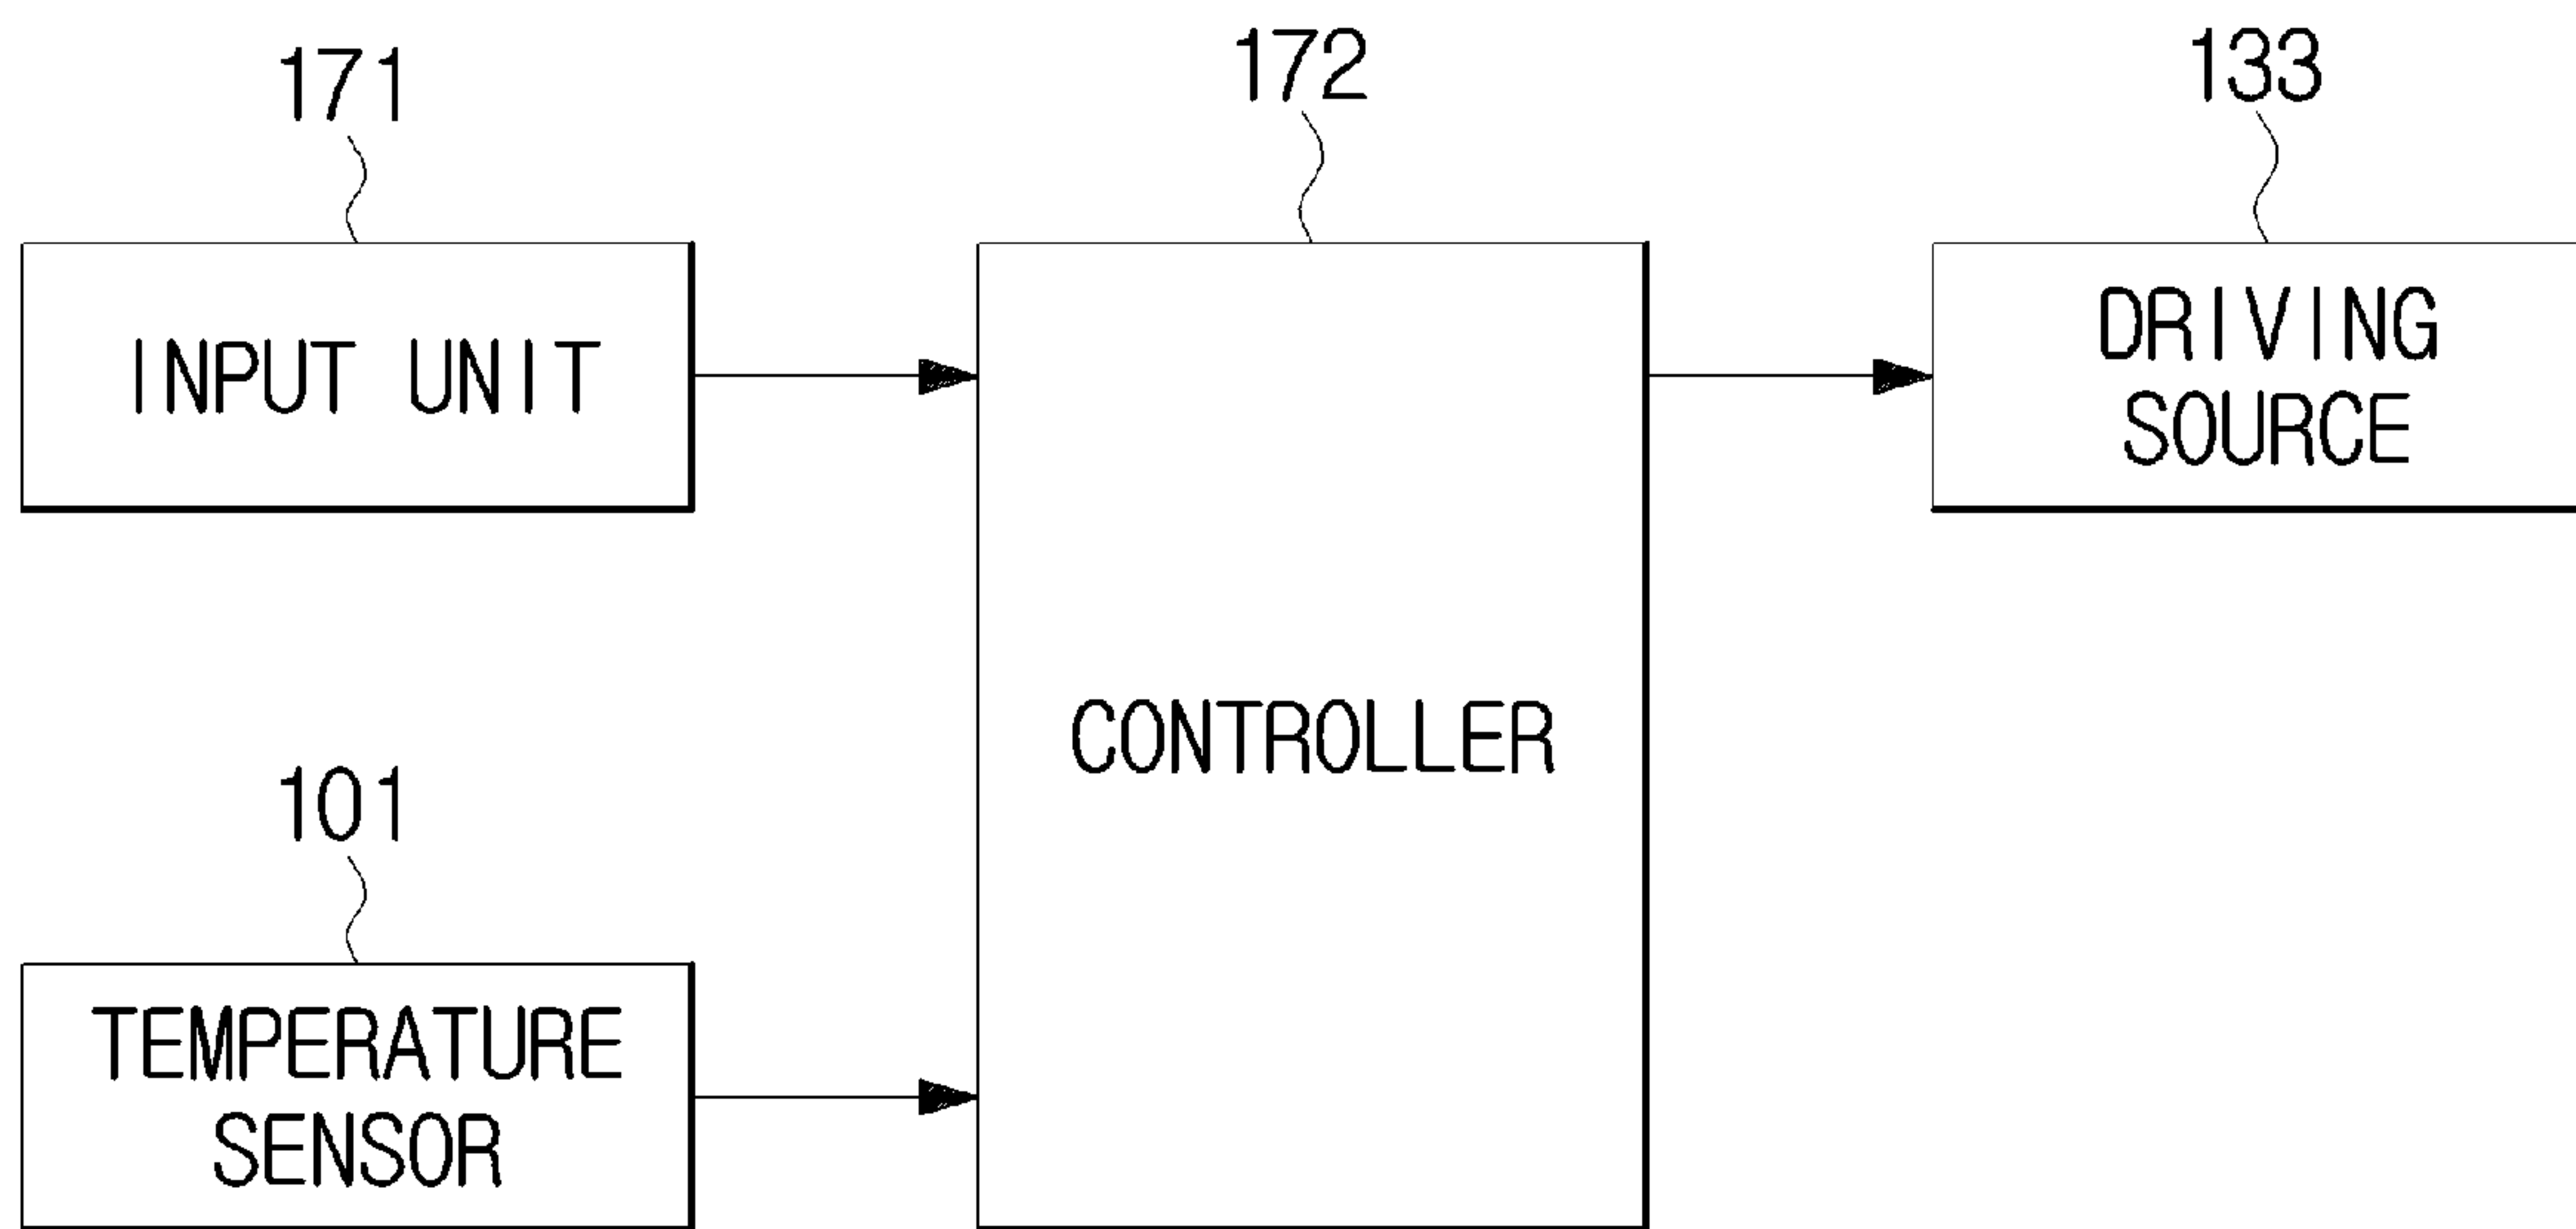 171
172
133
INPUT UNIT
DRIVING
SOURCE
CONTROLLER
101
TEMPERATURE
SENSOR